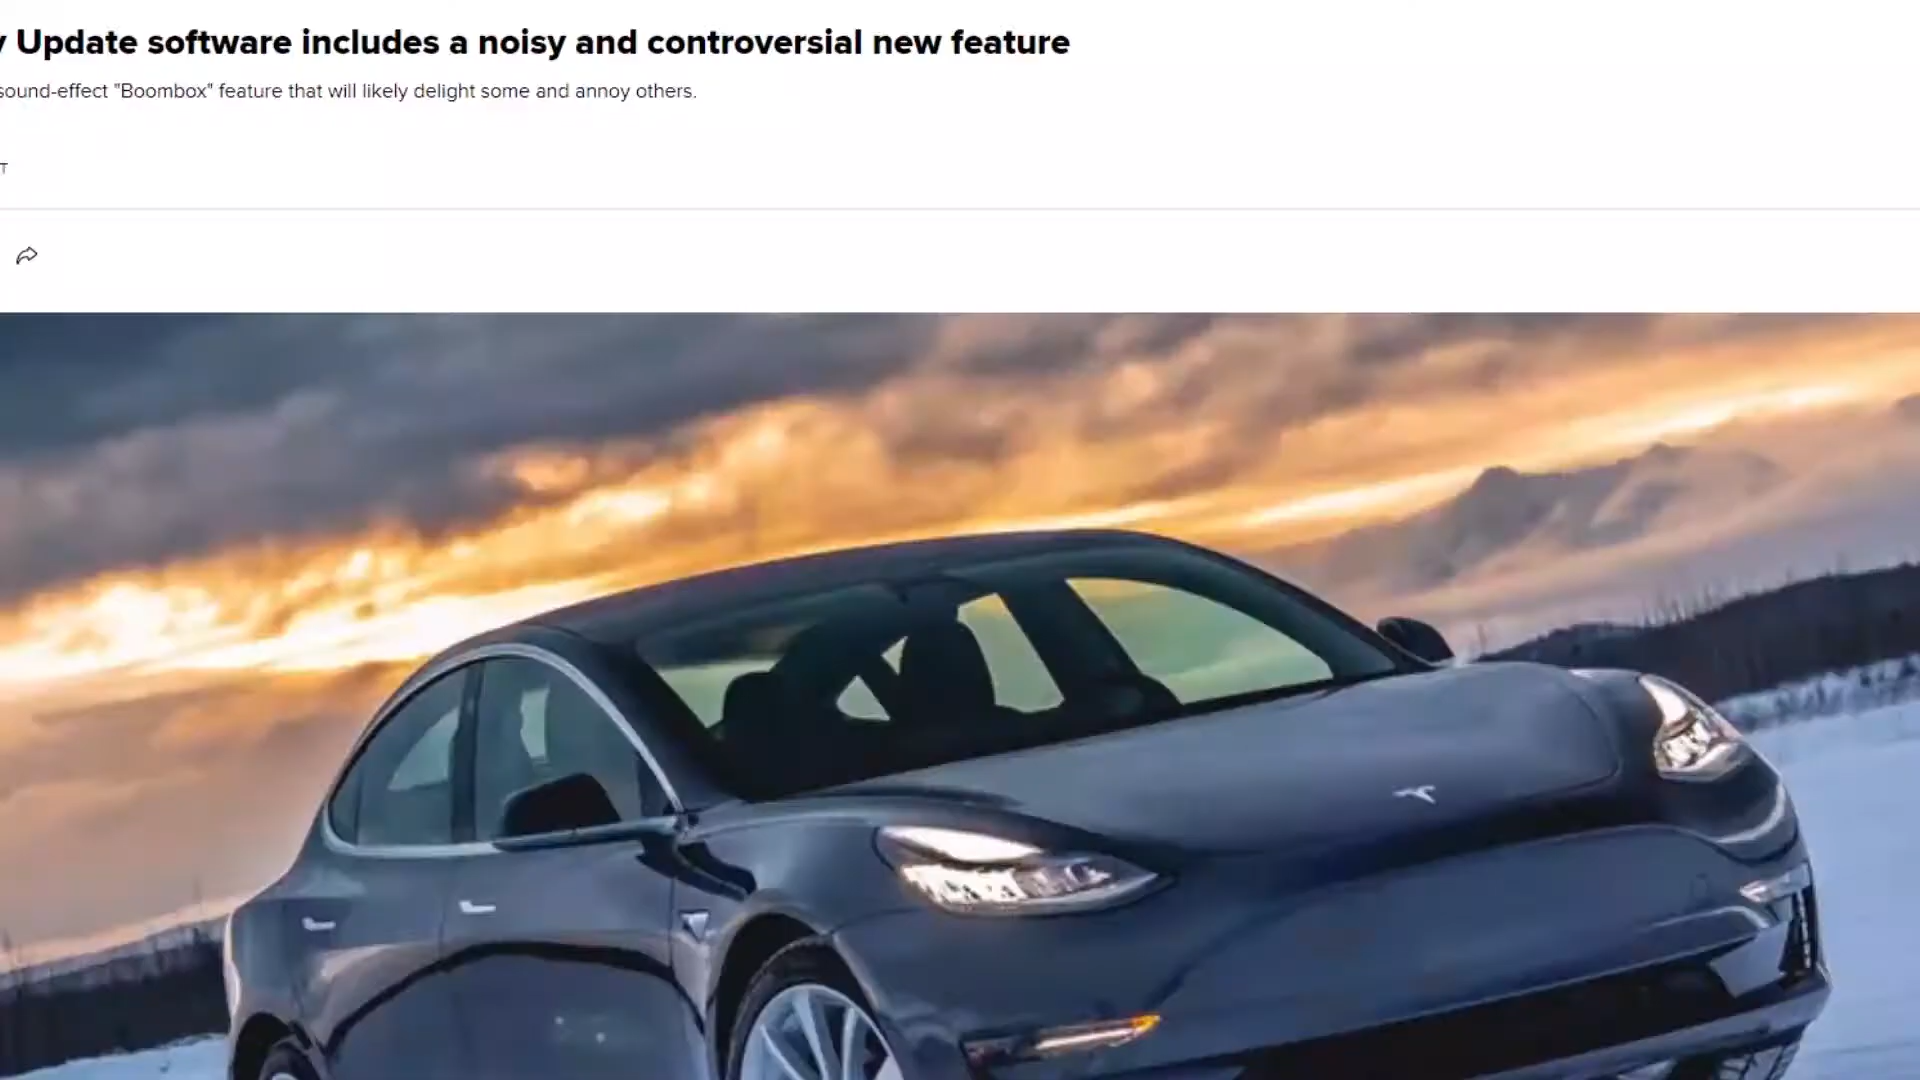 y Update software includes a noisy and controversial new feature
sound-effect "Boombox" feature that will likely delight some and annoy others.
T